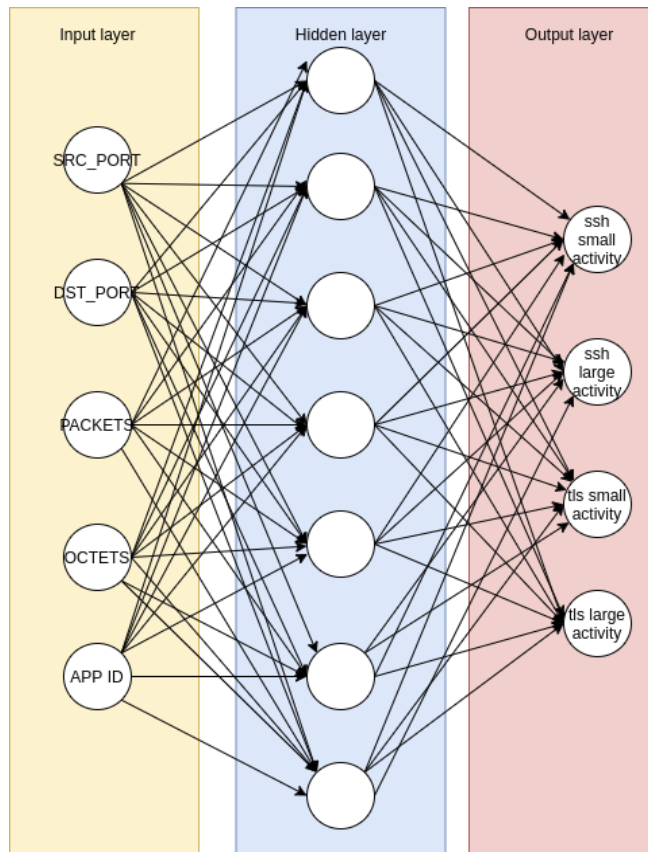 Input layer
Hidden layer
Output layer
SRC_PORT
DST_PORT
PACKETS
OCTETS
APP ID
ssh
small
activity
ssh
large
activity
tls small
activity
tls large
activity